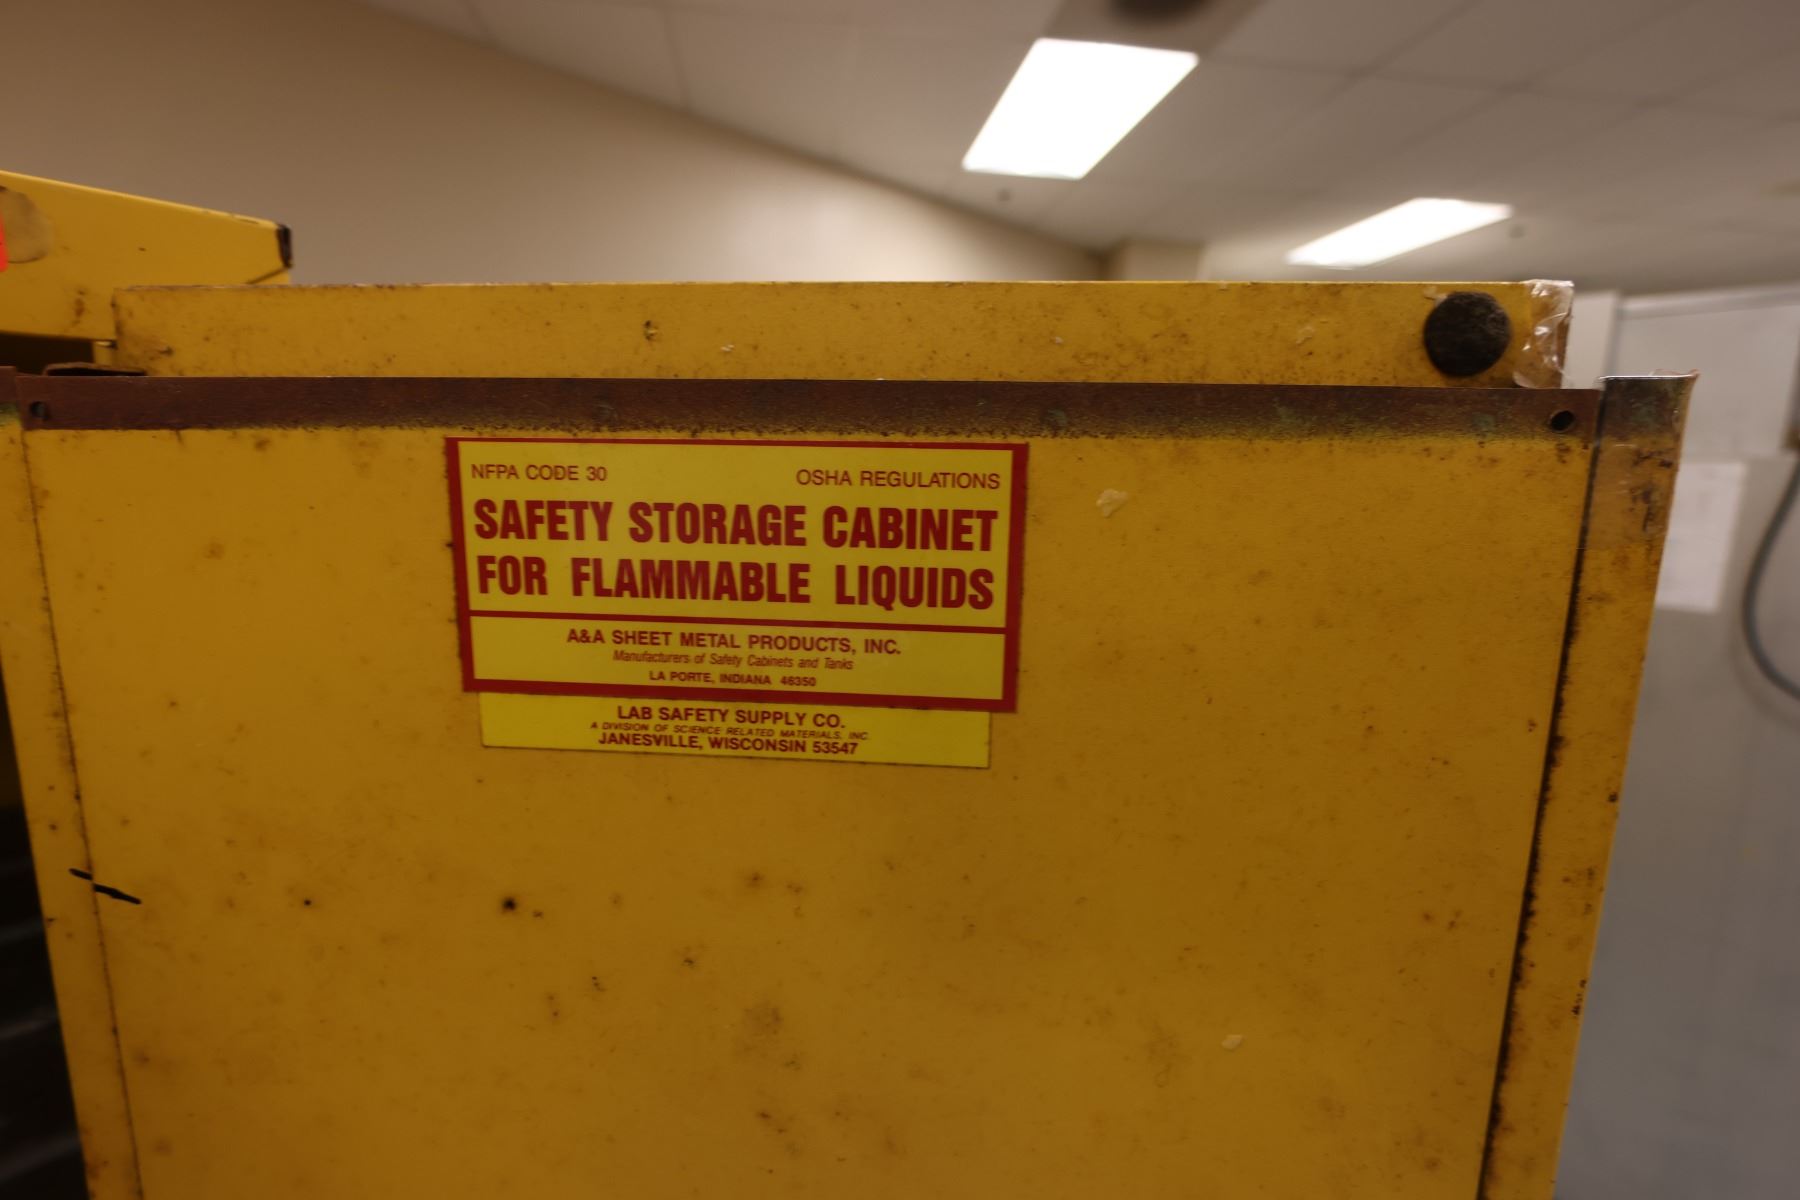 NFPA CODE 30 OSHA REGULATIONS
SAFETY STORAGE CABINET
FOR FLAMMABLE LIQUIDS
A&A SHEET METAL PRODUCTS, INC.
Manufacturers of Safety Cabinets and Tanks
LA PORTE, INDIANA 46350
LAB SAFETY SUPPLY CO.
A DIVISION OF SCIENCE RELATED MATERIALS, INC.
JANESVILLE, WISCONSIN 53547